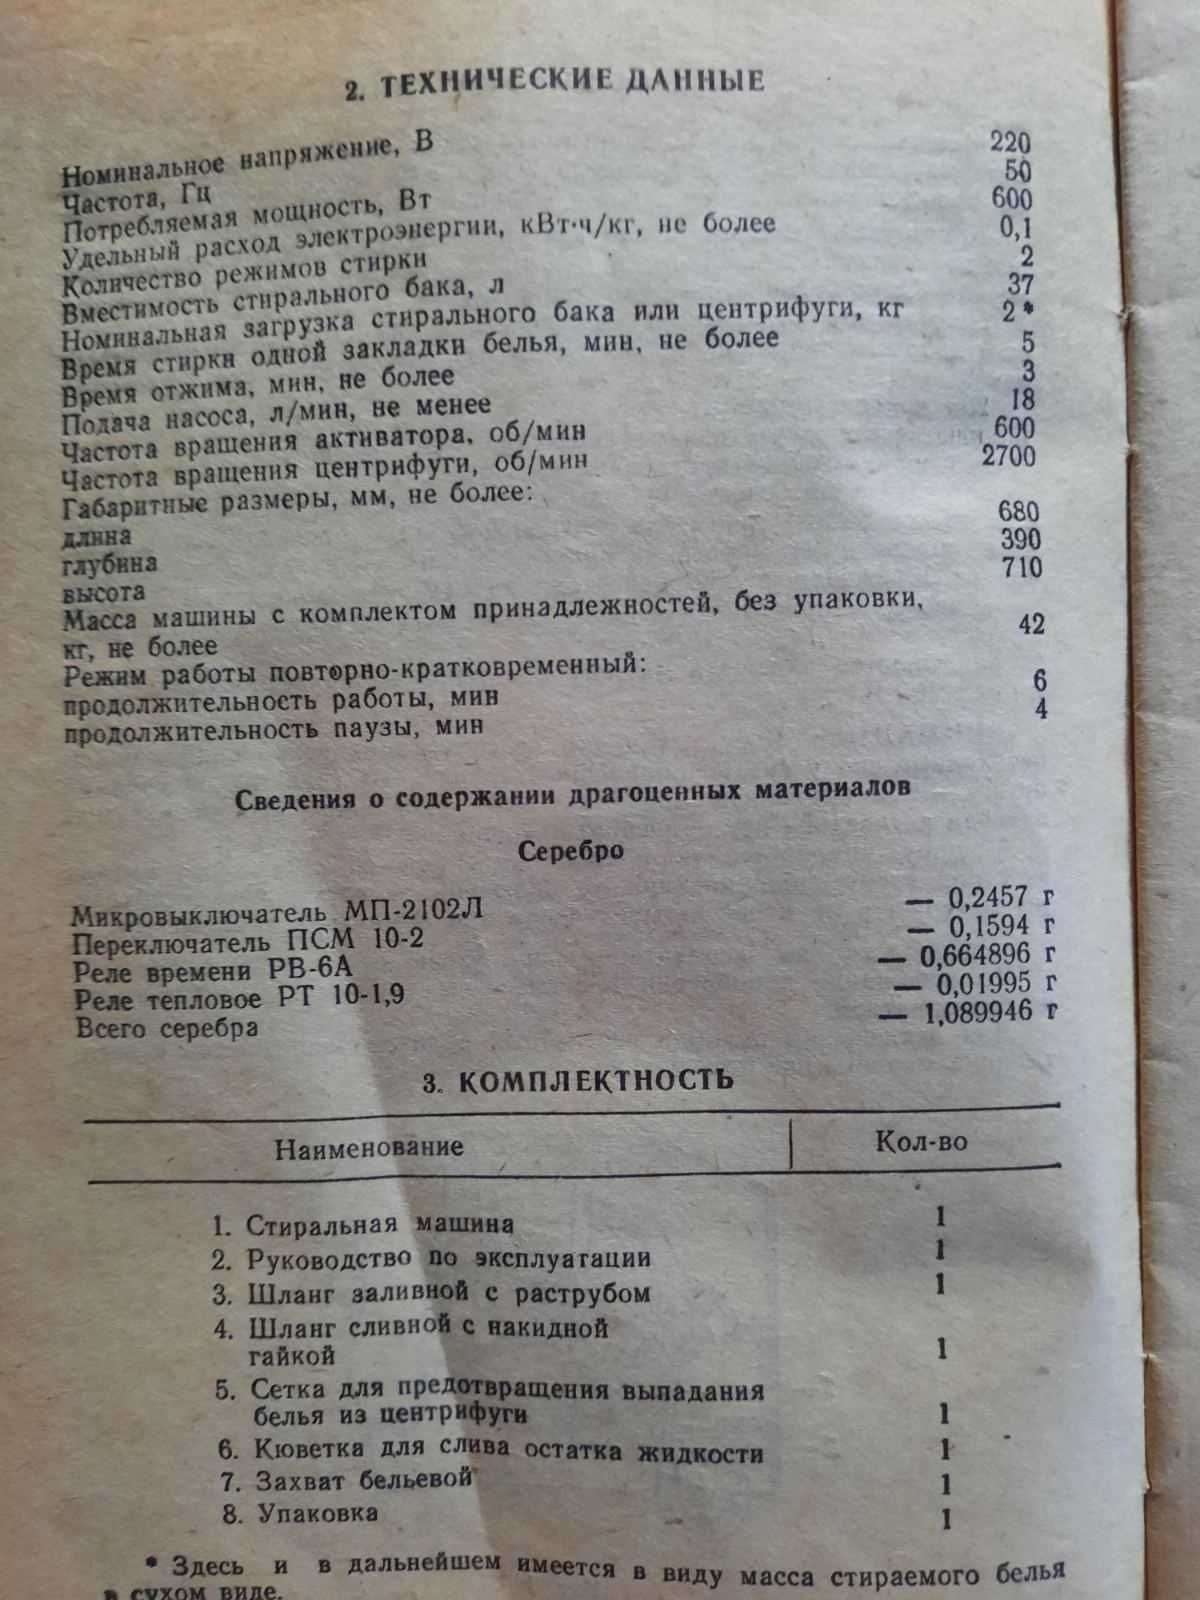 2. ТЕХНИЧЕСКИЕ ДАННЫЕ
Номинальное напряжение, В 220
Частота, Гц 50
Потребляемая мощность, Вт 600
Удельный расход электроэнергии, кВт·ч/кг, не более 0,1
Количество режимов стирки 2
Вместимость стирального бака, л 37
Номинальная загрузка стирального бака или центрифуги, кг 2*
Время стирки одной закладки белья, мин, не более 5
Время отжима, мин, не более 3
Подача насоса, л/мин, не менее 18
Частота вращения активатора, об/мин 600
Частота вращения центрифуги, об/мин 2700
Габаритные размеры, мм, не более:
длина 680
глубина 390
высота 710
Масса машины с комплектом принадлежностей, без упаковки,
кг, не более 42
Режим работы повторно-кратковременный:
продолжительность работы, мин 6
продолжительность паузы, мин 4
Сведения о содержании драгоценных материалов
Серебро
Микровыключатель МП-2102Л — 0,2457 г
Переключатель ПСМ 10-2 — 0,1594 г
Реле времени РВ-6А — 0,664896 г
Реле тепловое РТ 10-1,9 — 0,01995 г
Всего серебра — 1,089946 г
3. КОМПЛЕКТНОСТЬ
Наименование Кол-во
1. Стиральная машина 1
2. Руководство по эксплуатации 1
3. Шланг заливной с раструбом 1
4. Шланг сливной с накидной
гайкой 1
5. Сетка для предотвращения выпадания
белья из центрифуги 1
6. Кюветка для слива остатка жидкости 1
7. Захват бельевой 1
8. Упаковка 1
* Здесь и в дальнейшем имеется в виду масса стираемого белья
в сухом виде.